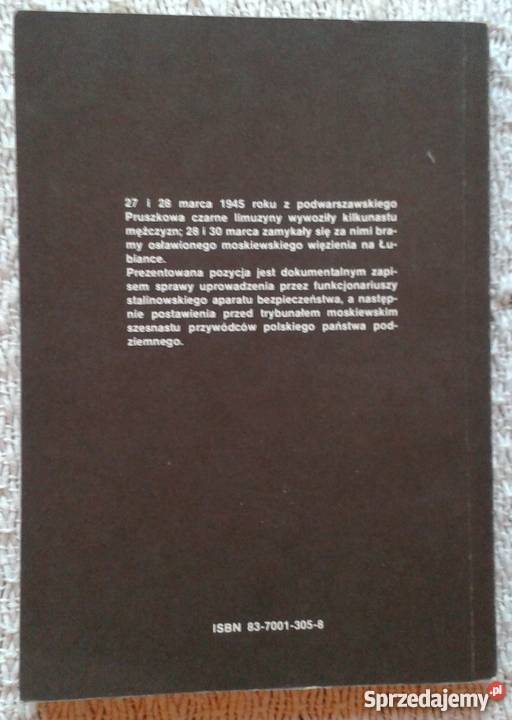 27 i 28 marca 1945 roku z podwarszawskiego
Pruszkowa czarne limuzyny wywoziły kilkunastu
mężczyzn; 28 i 30 marca zamykały się za nimi bra-
my osławionego moskiewskiego więzienia na Łu-
biance.
Prezentowana pozycja jest dokumentalnym zapi-
sem sprawy uprowadzenia przez funkcjonariuszy
stalinowskiego aparatu bezpieczeństwa, a następ-
nie postawienia przed trybunałem moskiewskim
szesnastu przywódców polskiego państwa pod-
ziemnego.
ISBN 83-7001-305-8
Sprzedajemy.pl